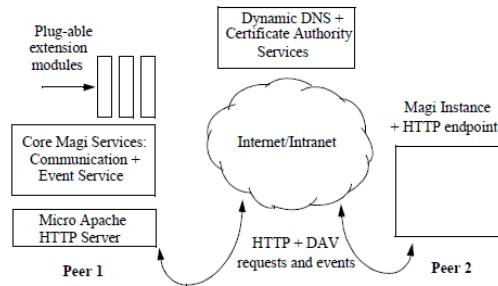 Plug-able
extension
modules
Dynamic DNS +
Certificate Authority
Services
Core Magi Services:
Communication +
Event Service
Internet/Intranet
Magi Instance
+ HTTP endpoint
Micro Apache
HTTP Server
HTTP + DAV
requests and events
Peer 1
Peer 2